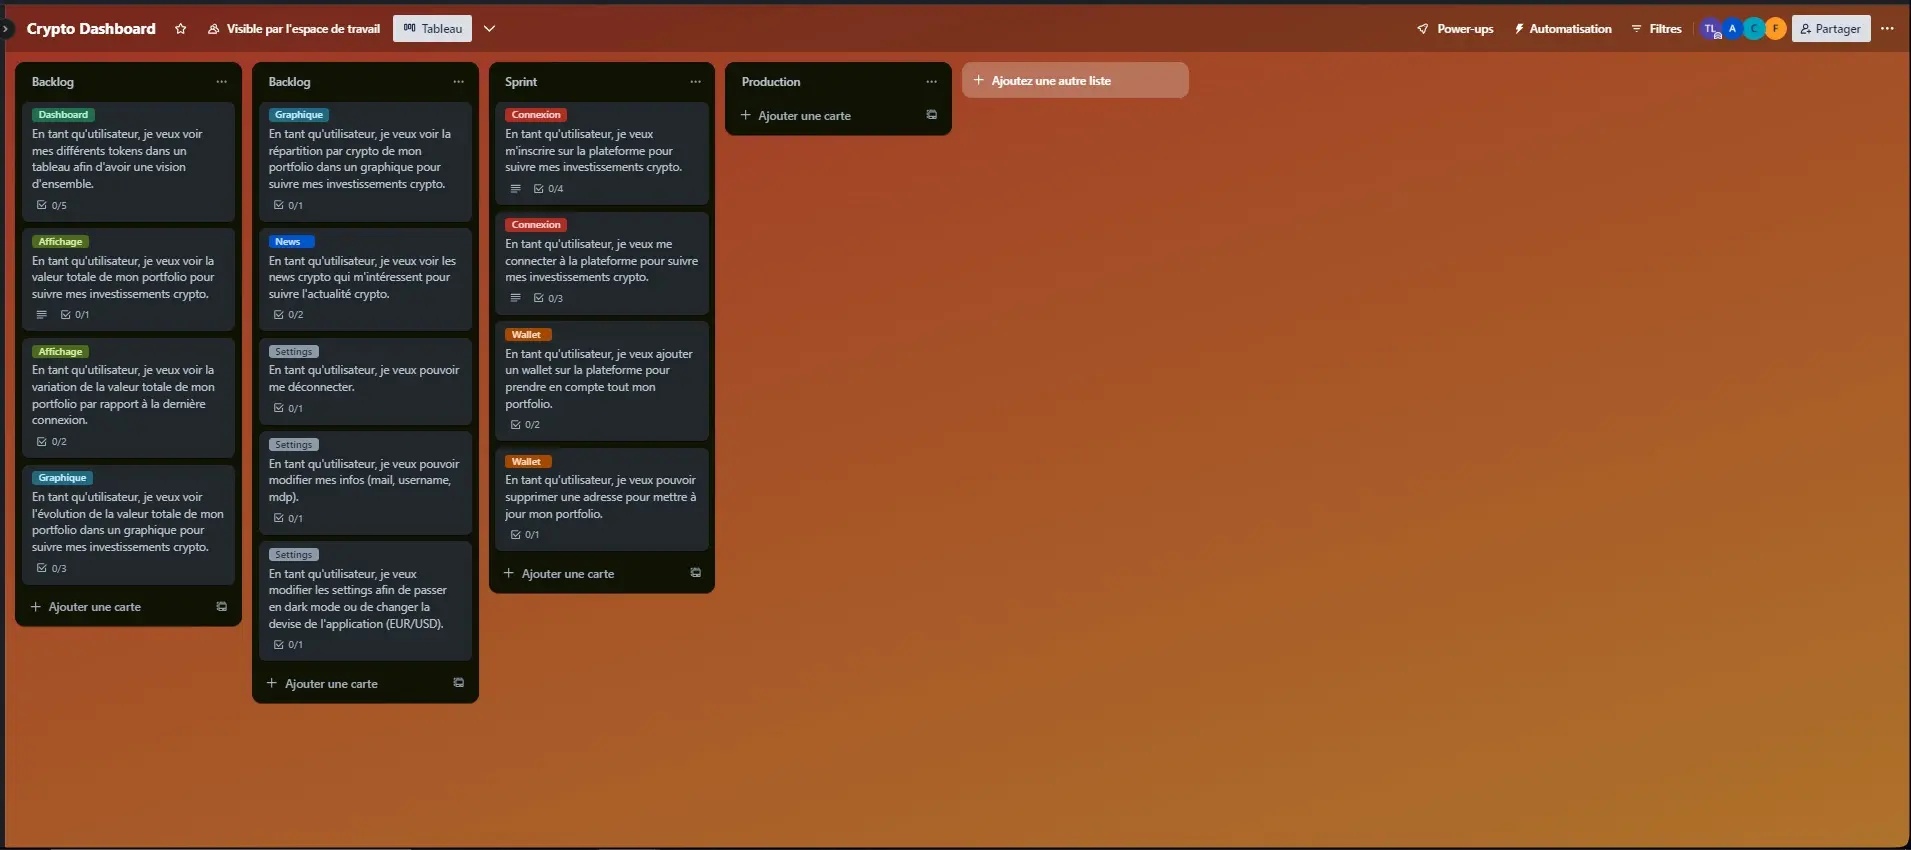 Crypto Dashboard
Visible par l'espace de travail
Tableau
Power-ups
Automatisation
Filtres
TL
A
C
F
Partager
Backlog
Dashboard
En tant qu'utilisateur, je veux voir
mes différents tokens dans un
tableau afin d'avoir une vision
d'ensemble.
0/5
Affichage
En tant qu'utilisateur, je veux voir la
valeur totale de mon portfolio pour
suivre mes investissements crypto.
0/1
Affichage
En tant qu'utilisateur, je veux voir la
variation de la valeur totale de mon
portfolio par rapport à la dernière
connexion.
0/2
Graphique
En tant qu'utilisateur, je veux voir
l'évolution de la valeur totale de mon
portfolio dans un graphique pour
suivre mes investissements crypto.
0/3
Ajouter une carte
Backlog
Graphique
En tant qu'utilisateur, je veux voir la
répartition par crypto de mon
portfolio dans un graphique pour
suivre mes investissements crypto.
0/1
News
En tant qu'utilisateur, je veux voir les
news crypto qui m'intéressent pour
suivre l'actualité crypto.
0/2
Settings
En tant qu'utilisateur, je veux pouvoir
me déconnecter.
0/1
Settings
En tant qu'utilisateur, je veux pouvoir
modifier mes infos (mail, username,
mdp).
0/1
Settings
En tant qu'utilisateur, je veux
modifier les settings afin de passer
en dark mode ou de changer la
devise de l'application (EUR/USD).
0/1
Ajouter une carte
Sprint
Connexion
En tant qu'utilisateur, je veux
m'inscrire sur la plateforme pour
suivre mes investissements crypto.
0/4
Connexion
En tant qu'utilisateur, je veux me
connecter à la plateforme pour suivre
mes investissements crypto.
0/3
Wallet
En tant qu'utilisateur, je veux ajouter
un wallet sur la plateforme pour
prendre en compte tout mon
portfolio.
0/2
Wallet
En tant qu'utilisateur, je veux pouvoir
supprimer une adresse pour mettre à
jour mon portfolio.
0/1
Ajouter une carte
Production
Ajouter une carte
Ajoutez une autre liste